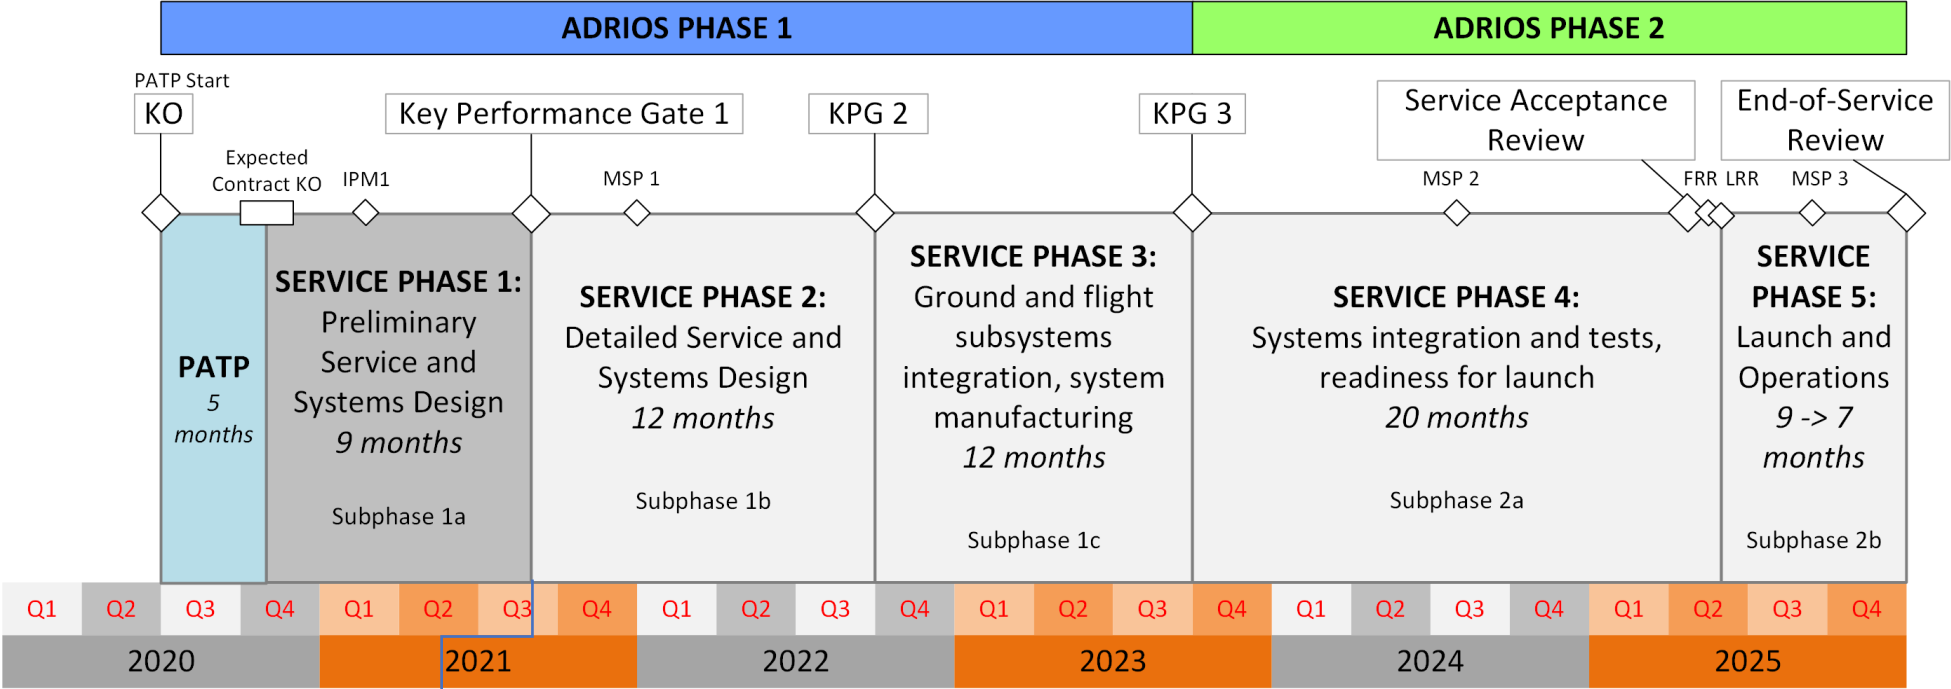 ADRIOS PHASE 1
ADRIOS PHASE 2
PATP Start
KO
Key Performance Gate 1
KPG 2
KPG 3
Service Acceptance
Review
End-of-Service
Review
Expected
Contract KO
IPM1
MSP 1
MSP 2
FRR
LRR
MSP 3
PATP
5
months
SERVICE PHASE 1:
Preliminary
Service and
Systems Design
9 months
Subphase 1a
SERVICE PHASE 2:
Detailed Service and
Systems Design
12 months
Subphase 1b
SERVICE PHASE 3:
Ground and flight
subsystems
integration, system
manufacturing
12 months
Subphase 1c
SERVICE PHASE 4:
Systems integration and tests,
readiness for launch
20 months
Subphase 2a
SERVICE
PHASE 5:
Launch and
Operations
9 -> 7
months
Subphase 2b
Q1 Q2 Q3 Q4 Q1 Q2 Q3 Q4 Q1 Q2 Q3 Q4 Q1 Q2 Q3 Q4 Q1 Q2 Q3 Q4 Q1 Q2 Q3 Q4
2020 2021 2022 2023 2024 2025